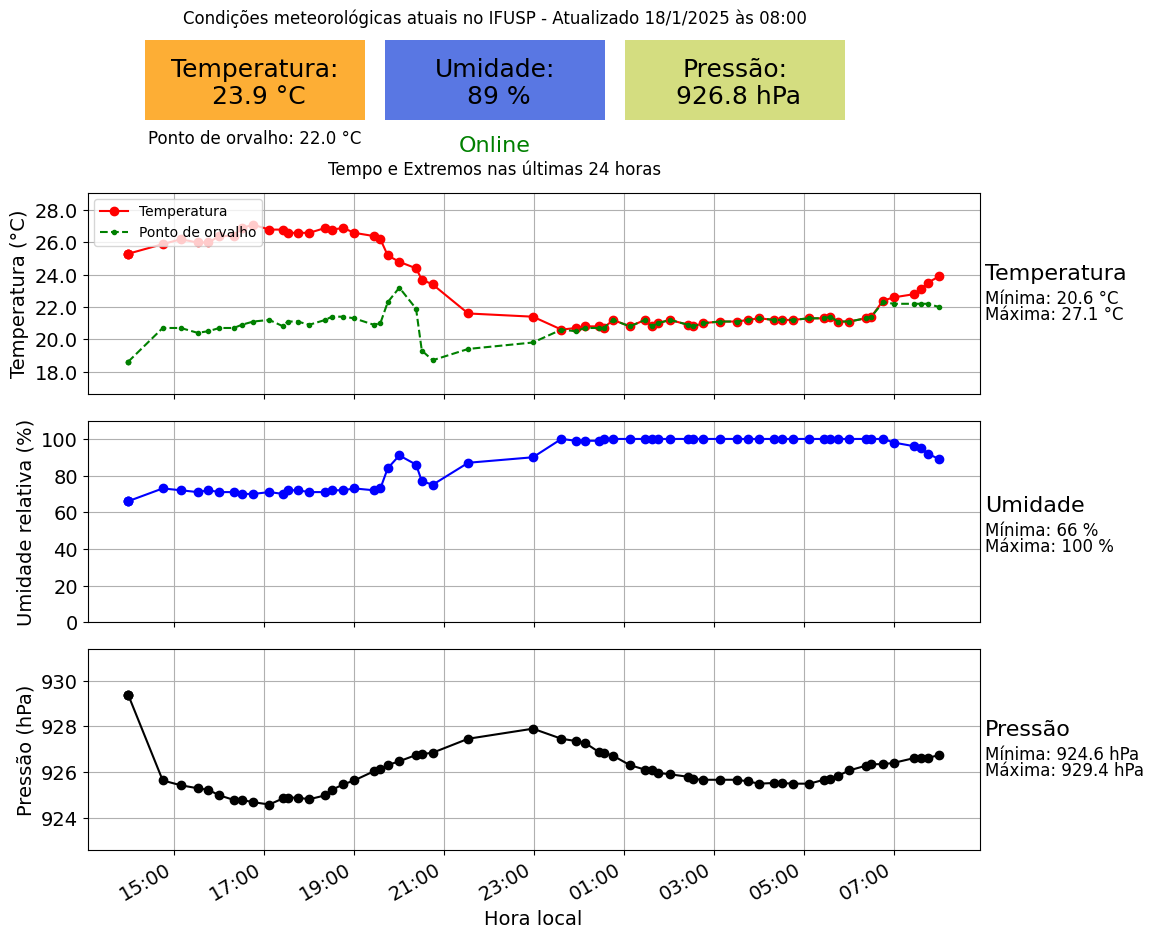 Condições meteorológicas atuais no IFUSP - Atualizado 18/1/2025 às 08:00
Temperatura:
23.9 °C
Umidade:
89 %
Pressão:
926.8 hPa
Ponto de orvalho: 22.0 °C
Online
Tempo e Extremos nas últimas 24 horas
Temperatura (°C)
28.0
26.0
24.0
22.0
20.0
18.0
Temperatura
Ponto de orvalho
Temperatura
Mínima: 20.6 °C
Máxima: 27.1 °C
Umidade relativa (%)
100
80
60
40
20
0
Umidade
Mínima: 66 %
Máxima: 100 %
Pressão (hPa)
930
928
926
924
Pressão
Mínima: 924.6 hPa
Máxima: 929.4 hPa
15:00
17:00
19:00
21:00
23:00
01:00
03:00
05:00
07:00
Hora local